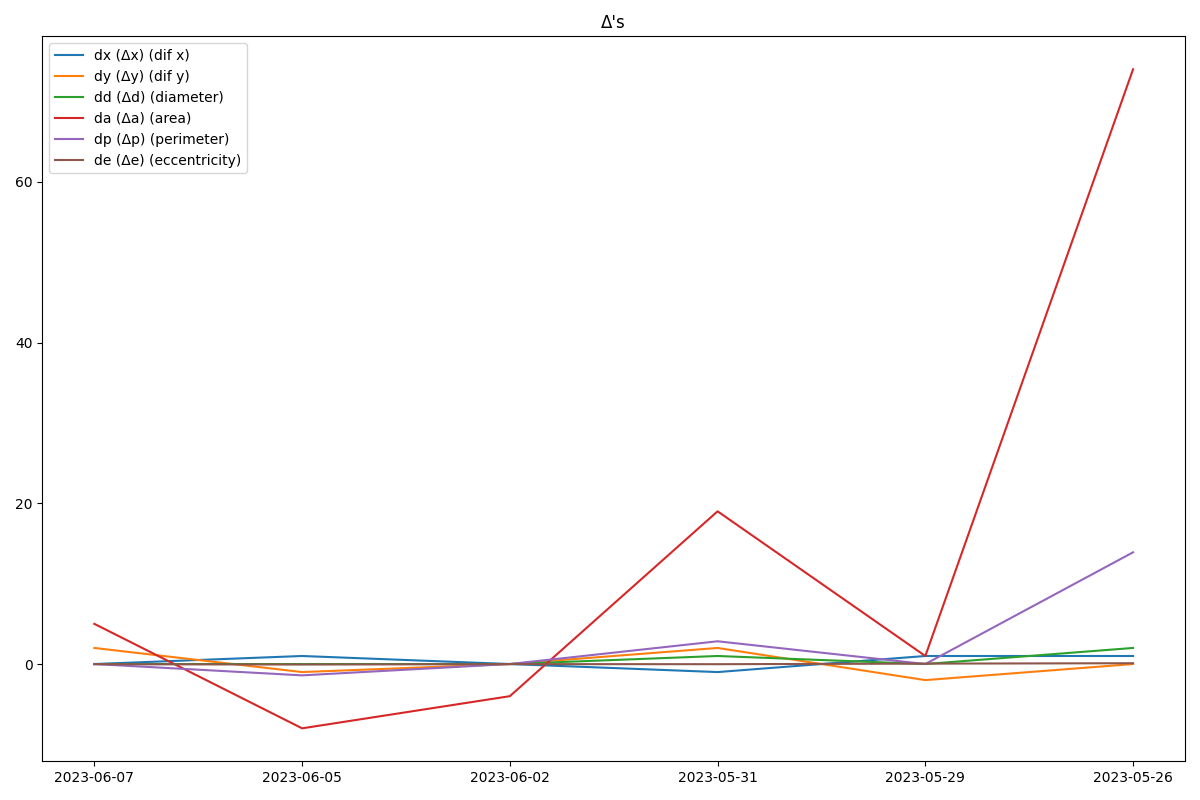 Δ's
dx (Δx) (dif x)
dy (Δy) (dif y)
dd (Δd) (diameter)
da (Δa) (area)
dp (Δp) (perimeter)
de (Δe) (eccentricity)
60
40
20
0
2023-06-07 2023-06-05 2023-06-02 2023-05-31 2023-05-29 2023-05-26